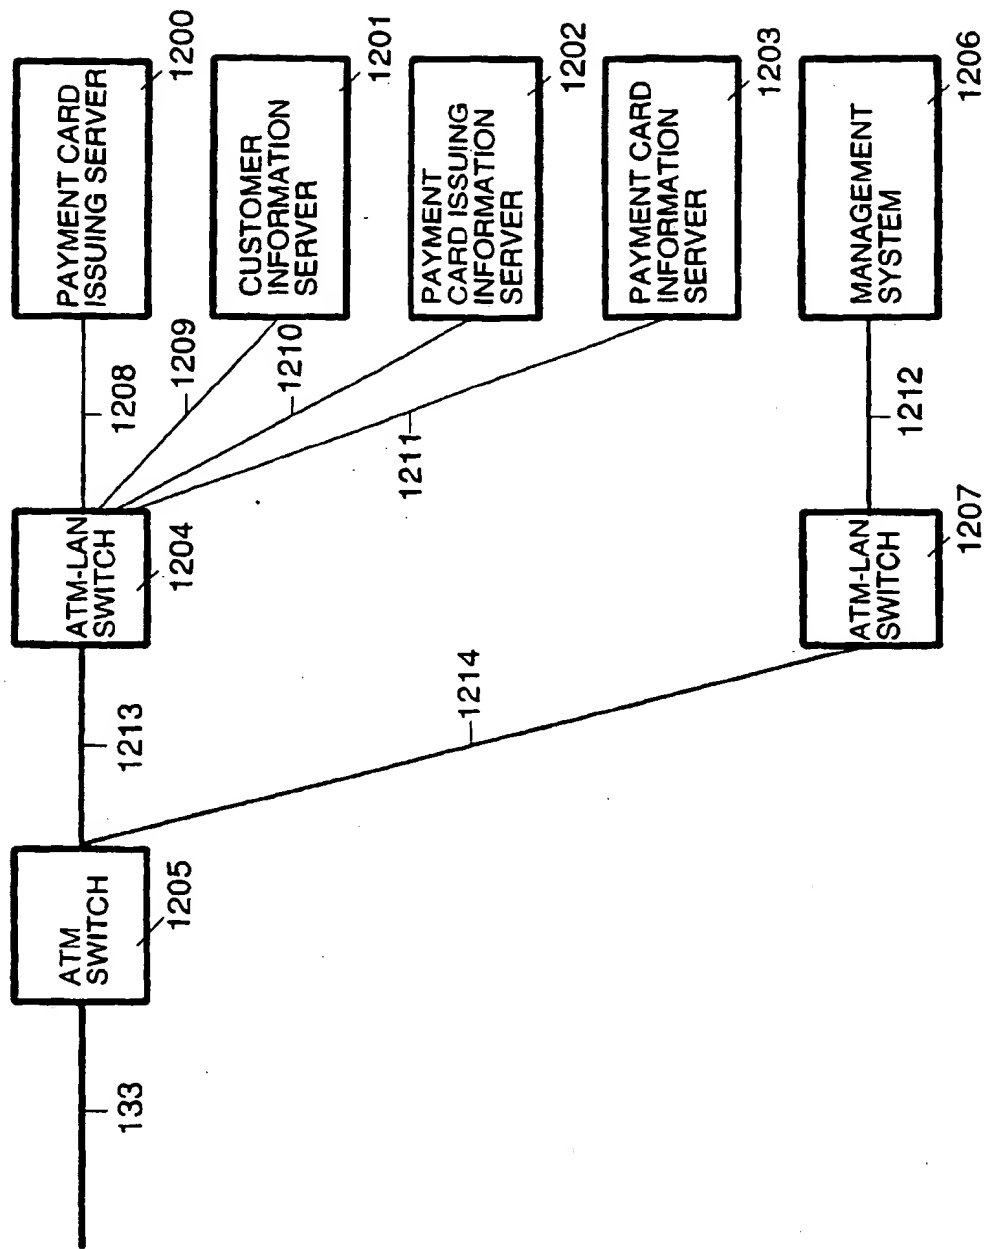 PAYMENT CARD
ISSUING SERVER
1200
CUSTOMER
INFORMATION
SERVER
1201
PAYMENT
CARD ISSUING
INFORMATION
SERVER
1202
PAYMENT CARD
INFORMATION
SERVER
1203
MANAGEMENT
SYSTEM
1206
1208
1209
1210
1211
1212
ATM-LAN
SWITCH
1204
ATM-LAN
SWITCH
1207
1213
1214
ATM
SWITCH
1205
133